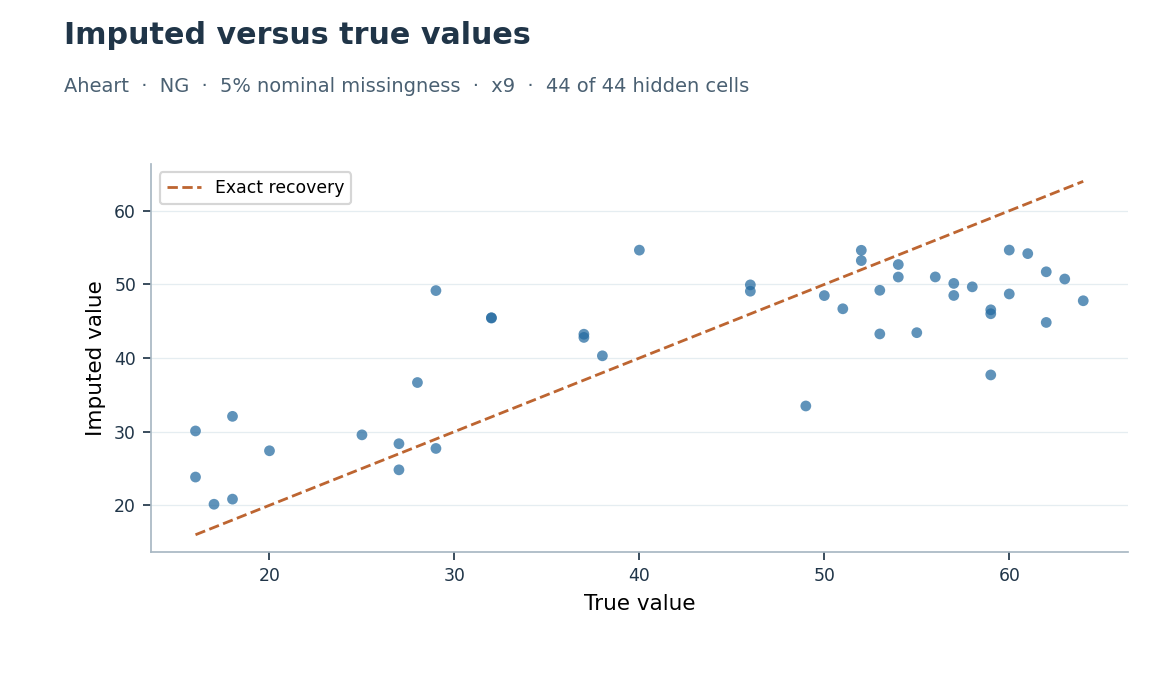 Imputed versus true values
Aheart · NG · 5% nominal missingness · x9 · 44 of 44 hidden cells
Exact recovery
60
50
40
30
20
Imputed value
20 30 40 50 60
True value